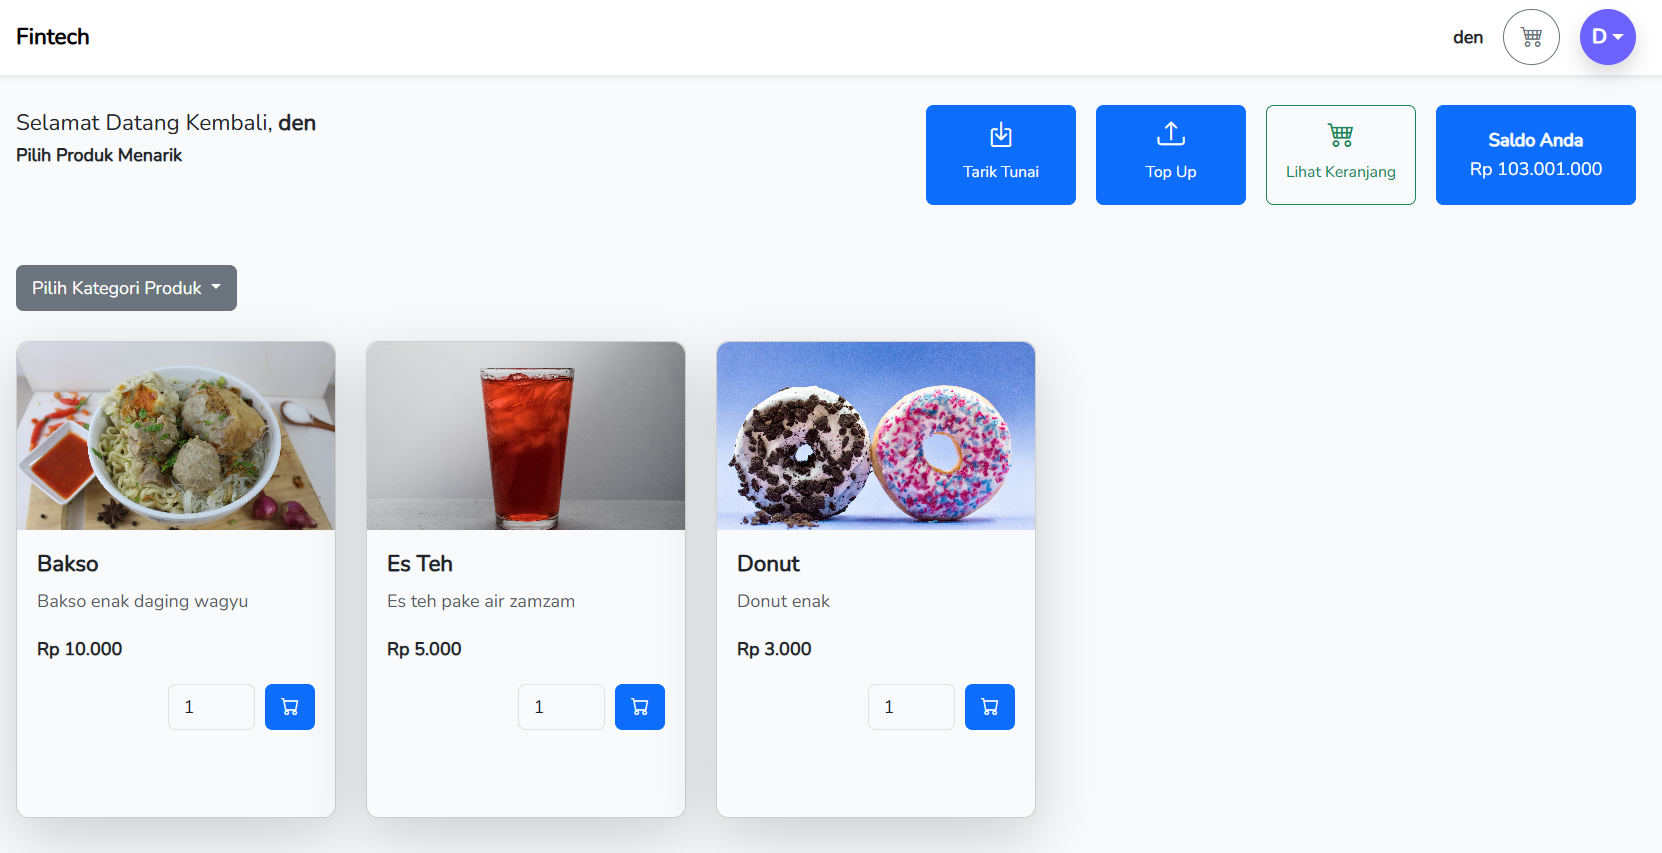 Fintech
den
D
Selamat Datang Kembali, den
Pilih Produk Menarik
Tarik Tunai
Top Up
Lihat Keranjang
Saldo Anda
Rp 103.001.000
Pilih Kategori Produk
Bakso
Bakso enak daging wagyu
Rp 10.000
1
Es Teh
Es teh pake air zamzam
Rp 5.000
1
Donut
Donut enak
Rp 3.000
1